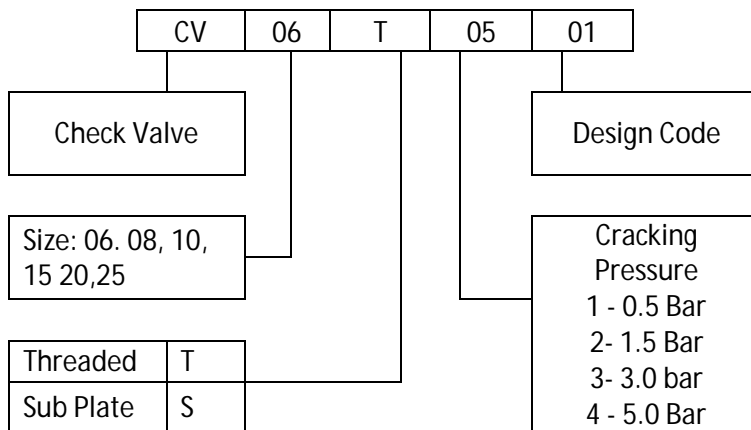 CV 06 T 05 01
Check Valve
Design Code
Size: 06. 08, 10,
15 20,25
Cracking
Pressure
1 - 0.5 Bar
2- 1.5 Bar
3- 3.0 bar
4 - 5.0 Bar
Threaded T
Sub Plate S